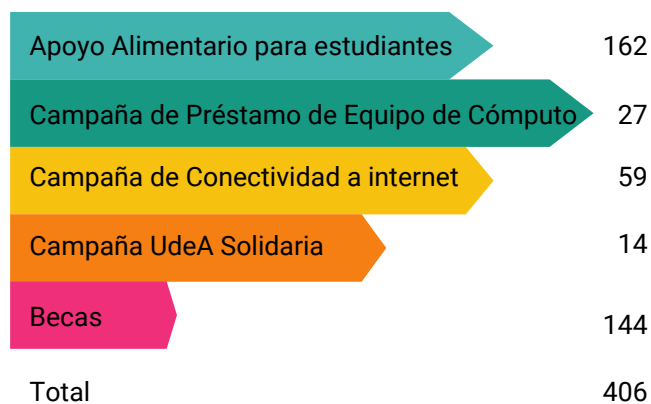 Apoyo Alimentario para estudiantes 162
Campaña de Préstamo de Equipo de Cómputo 27
Campaña de Conectividad a internet 59
Campaña UdeA Solidaria 14
Becas 144
Total 406